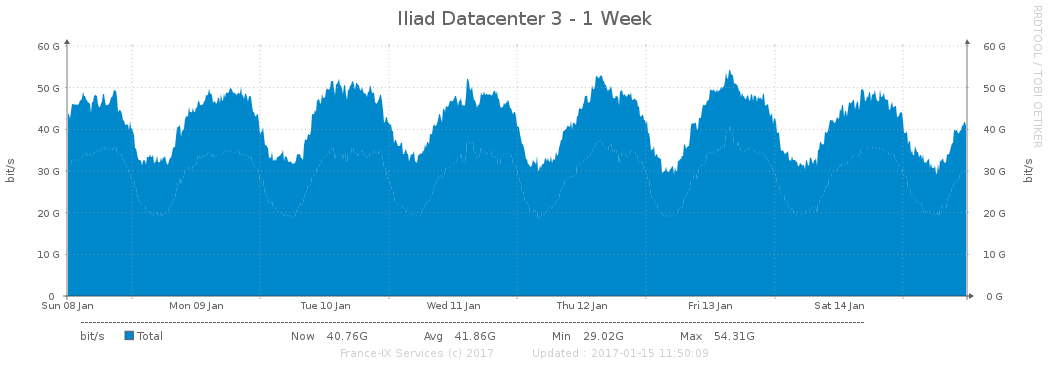 Iliad Datacenter 3 - 1 Week
RRDTOOL / TOBI OETIKER
60 G 60 G
50 G 50 G
40 G 40 G
30 G 30 G
20 G 20 G
10 G 10 G
0 0 G
bit/s bit/s
Sun 08 Jan Mon 09 Jan Tue 10 Jan Wed 11 Jan Thu 12 Jan Fri 13 Jan Sat 14 Jan
bit/s Total Now 40.76G Avg 41.86G Min 29.02G Max 54.31G
France-IX Services (c) 2017 Updated : 2017-01-15 11:50:09